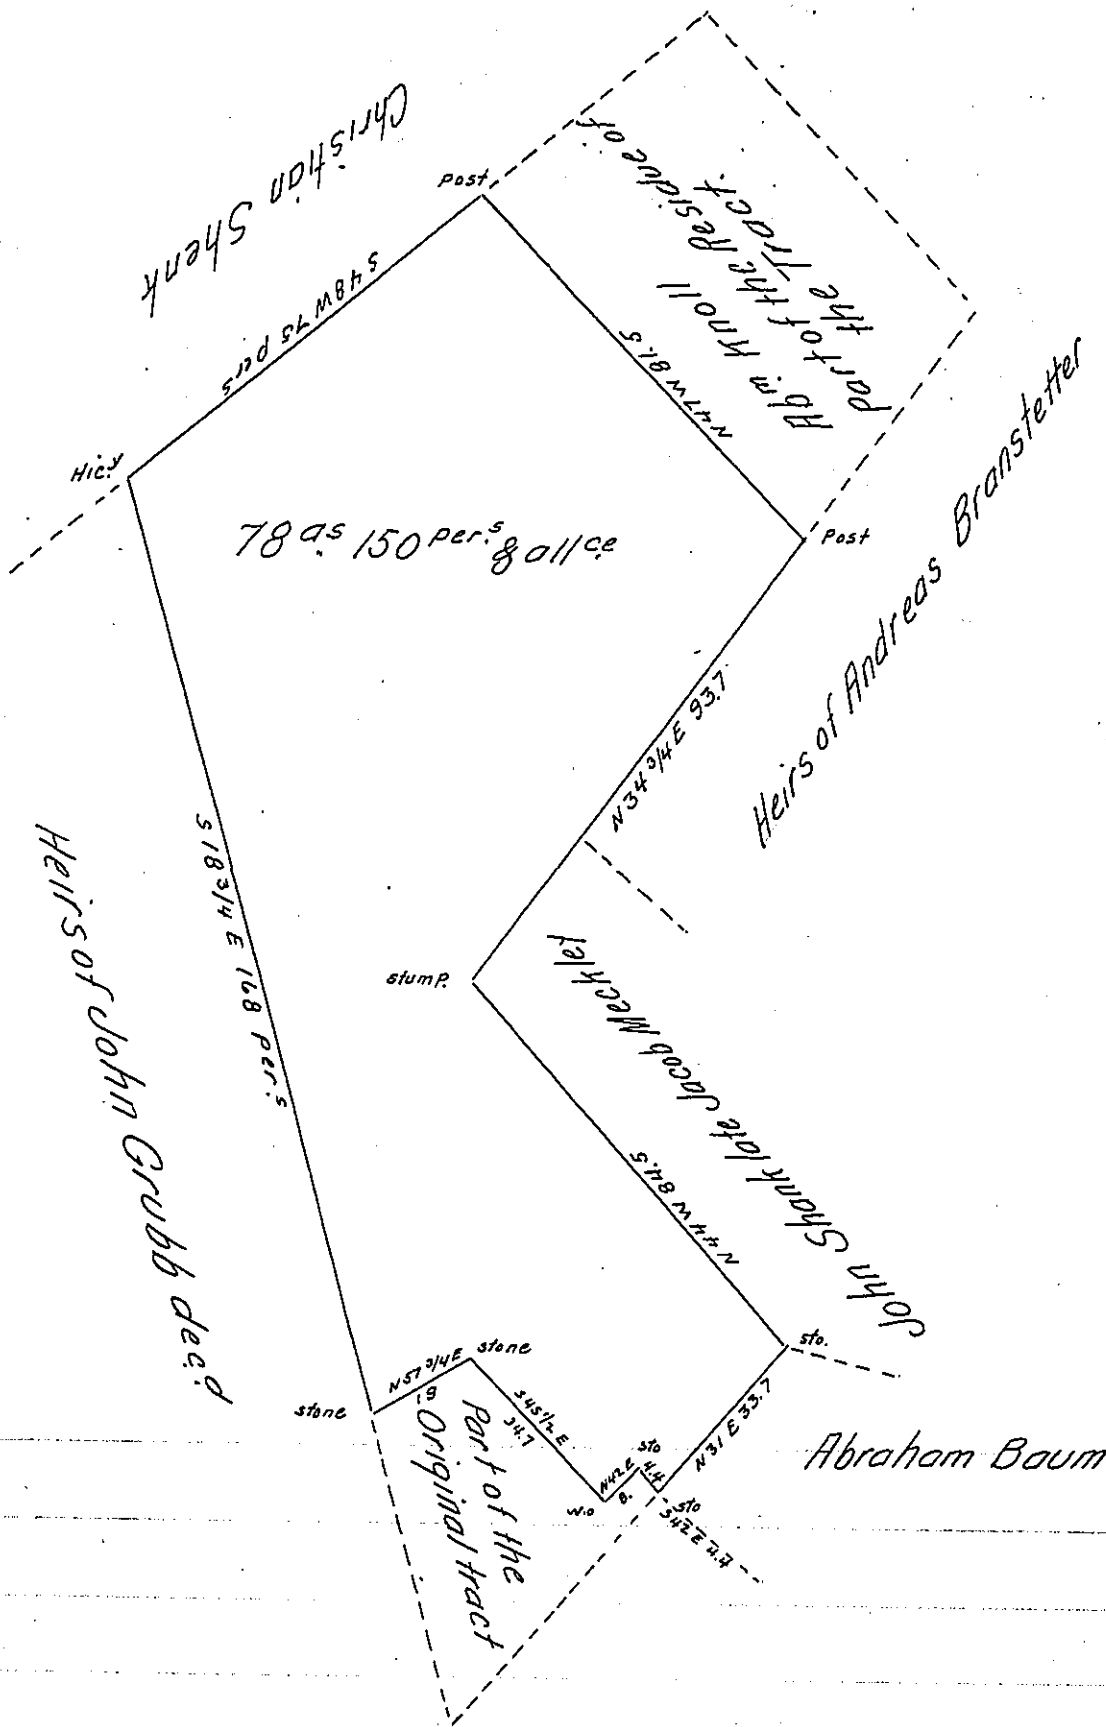 Christian Shenk
Post
S 48 W 75 pers
Hic.y
Ab.m Knoll
part of the Residue of
the Tract.
N 47 W 81.5
Post
78 a.s 150 per.s & all.ce
Heirs of Andreas Branstetter
N 34 3/4 E 93.7
stump.
S 18 3/4 E 168 per.s
Heirs of John Grubb dec.d
John Shank late Jacob Meckley
N 44 W 84.5
sto.
N 31 E 33.7
Abraham Baum
stone
N 57 3/4 E
19
stone
S 45 1/2 E
34.7
Part of the
Original tract
w.o
N 42 E
8.
sto
4.4
sto
S 42 E 4.4